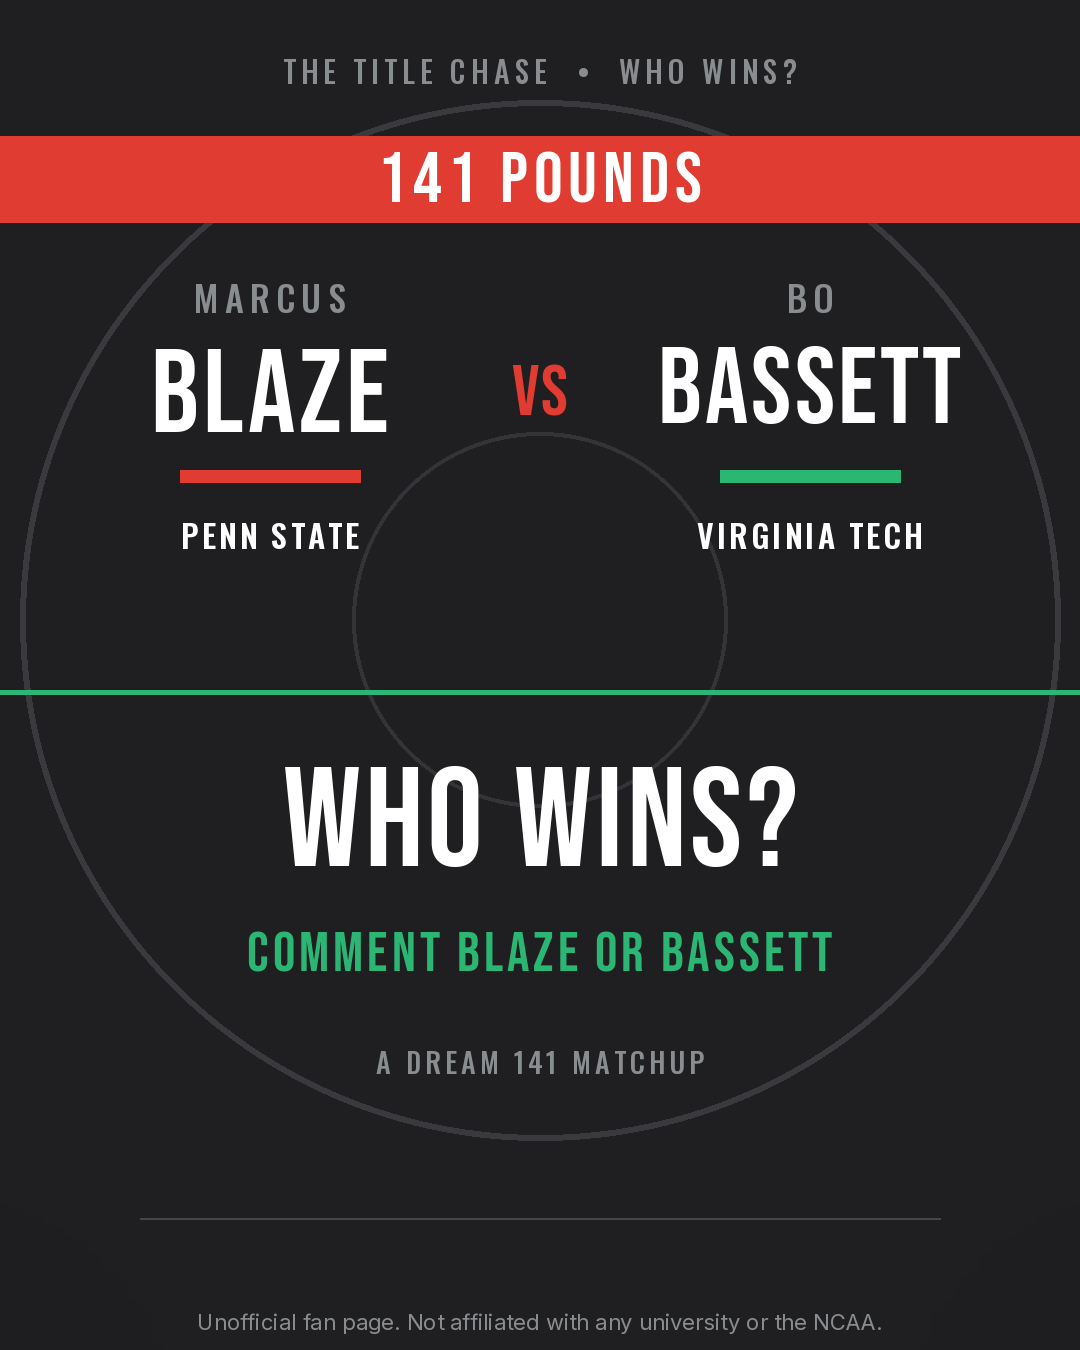 THE TITLE CHASE • WHO WINS?
141 POUNDS
MARCUS
BLAZE
PENN STATE
VS
BO
BASSETT
VIRGINIA TECH
WHO WINS?
COMMENT BLAZE OR BASSETT
A DREAM 141 MATCHUP
Unofficial fan page. Not affiliated with any university or the NCAA.